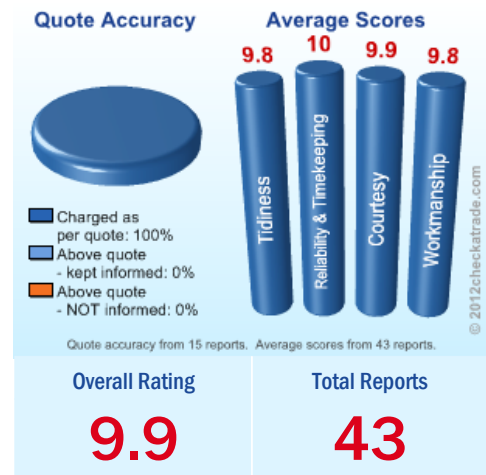 Quote Accuracy
Charged as
per quote: 100%
Above quote
- kept informed: 0%
Above quote
- NOT informed: 0%
Average Scores
9.8
10
9.9
9.8
Tidiness
Reliability & Timekeeping
Courtesy
Workmanship
© 2012checkatrade.com
Quote accuracy from 15 reports. Average scores from 43 reports.
Overall Rating
9.9
Total Reports
43